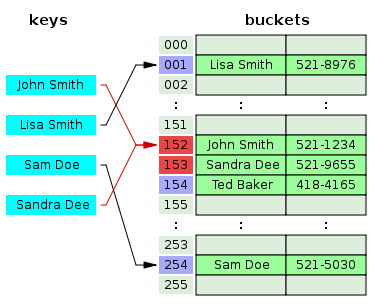 keys buckets
000
001 Lisa Smith 521-8976
John Smith 002
: : :
Lisa Smith 151
152 John Smith 521-1234
Sam Doe 153 Sandra Dee 521-9655
154 Ted Baker 418-4165
Sandra Dee 155
: : :
253
254 Sam Doe 521-5030
255